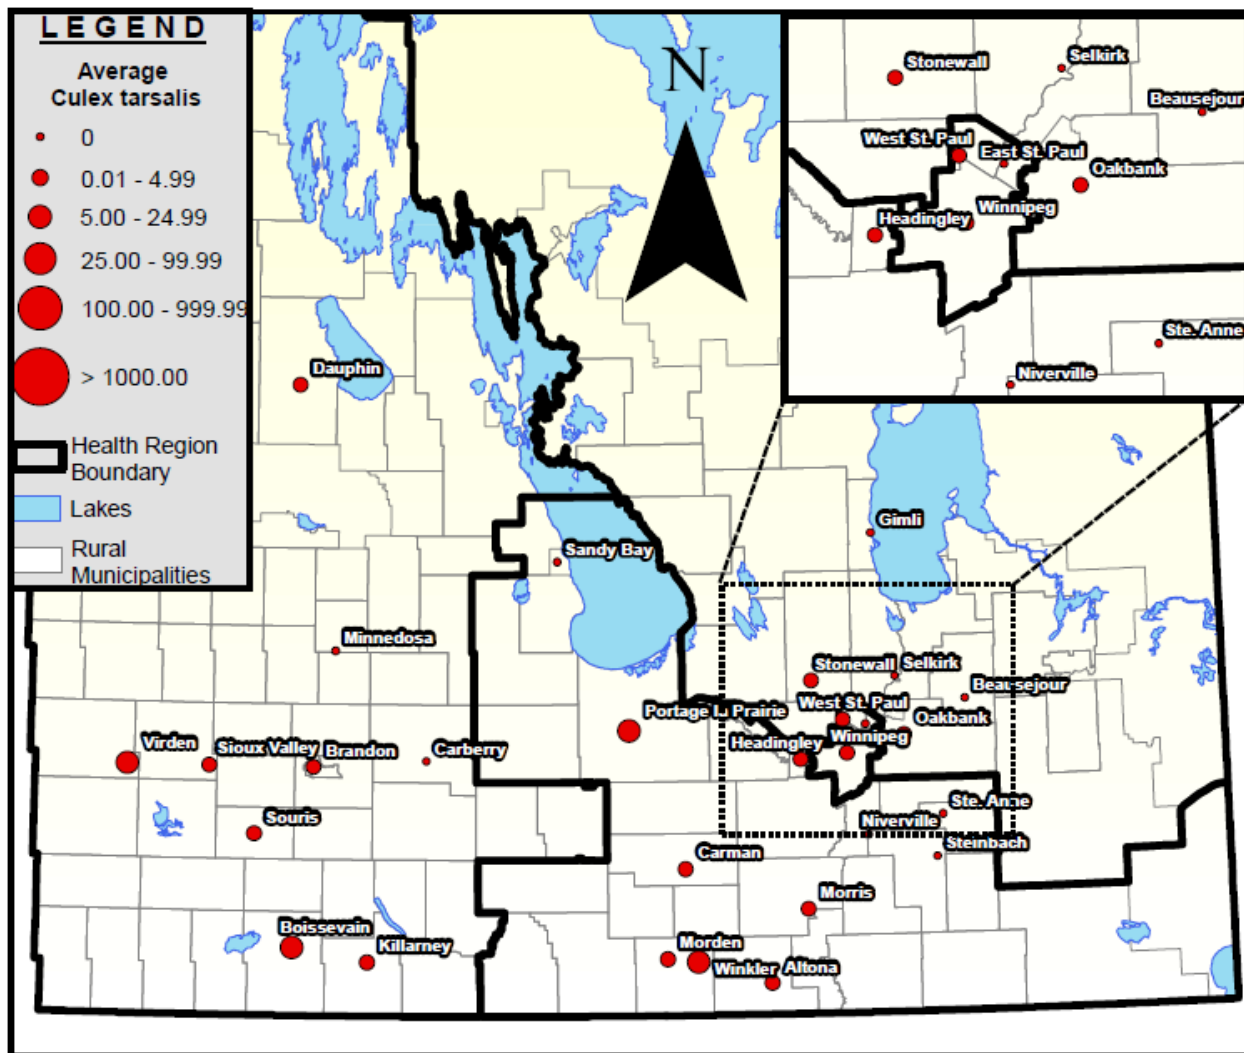 LEGEND
Average
Culex tarsalis
0
0.01 - 4.99
5.00 - 24.99
25.00 - 99.99
100.00 - 999.99
> 1000.00
Health Region
Boundary
Lakes
Rural
Municipalities
N
Stonewall
Selkirk
Beausejour
West St. Paul
East St. Paul
Oakbank
Headingley
Winnipeg
Ste. Anne
Niverville
Dauphin
Gimli
Sandy Bay
Minnedosa
Stonewall
Selkirk
Beausejour
West St. Paul
Oakbank
Portage La Prairie
Headingley
Winnipeg
Virden
Sioux Valley
Brandon
Carberry
Souris
Ste. Anne
Niverville
Steinbach
Carman
Morris
Boissevain
Killarney
Morden
Winkler
Altona